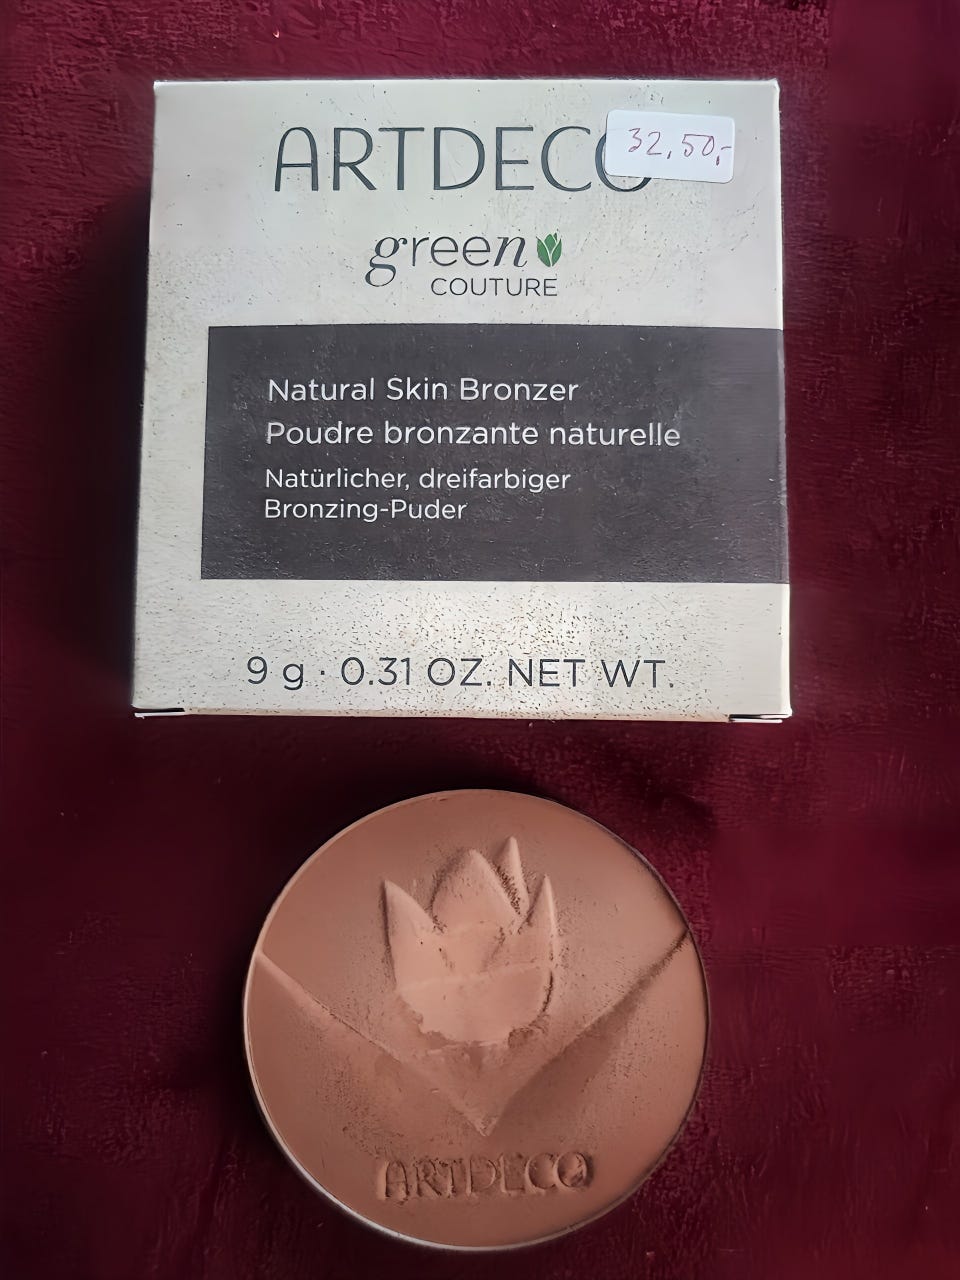 ARTDECO
32,50,-
green
COUTURE
Natural Skin Bronzer
Poudre bronzante naturelle
Natürlicher, dreifarbiger
Bronzing-Puder
9 g · 0.31 OZ. NET WT.
ARTDECO